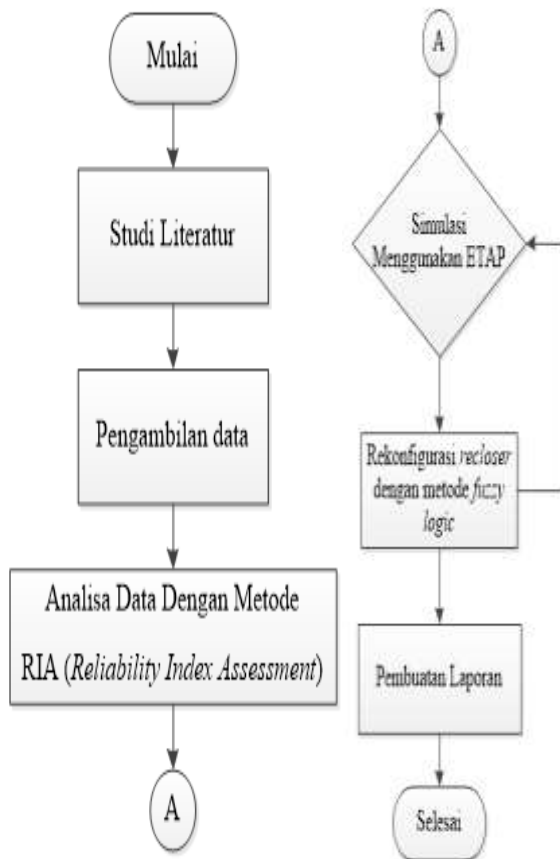 Mulai
Studi Literatur
Pengambilan data
Analisa Data Dengan Metode
RIA (Reliability Index Assessment)
A
A
Simulasi
Menggunakan ETAP
Rekonfigurasi recloser
dengan metode fuzzy
logic
Pembuatan Laporan
Selesai